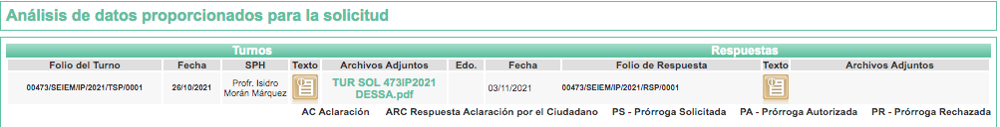 Análisis de datos proporcionados para la solicitud
Turnos Respuestas
Folio del Turno Fecha SPH Texto Archivos Adjuntos Edo. Fecha Folio de Respuesta Texto Archivos Adjuntos
00473/SEIEM/IP/2021/TSP/0001 26/10/2021 Profr. Isidro Morán Márquez TUR SOL 473IP2021 DESSA.pdf 03/11/2021 00473/SEIEM/IP/2021/RSP/0001
AC Aclaración ARC Respuesta Aclaración por el Ciudadano PS - Prórroga Solicitada PA - Prórroga Autorizada PR - Prórroga Rechazada